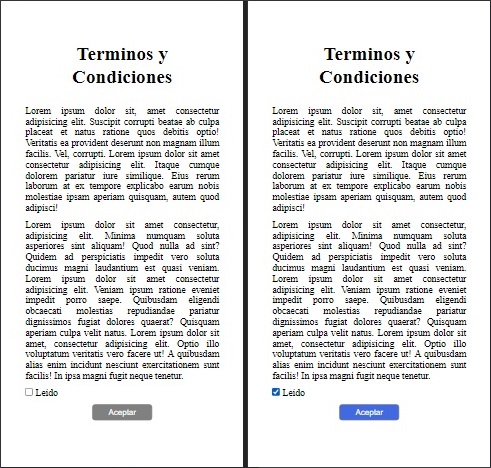 Terminos y
Condiciones
Lorem ipsum dolor sit, amet consectetur
adipisicing elit. Suscipit corrupti beatae ab culpa
placeat et natus ratione quos debitis optio!
Veritatis ea provident deserunt non magnam illum
facilis. Vel, corrupti. Lorem ipsum dolor sit amet
consectetur adipisicing elit. Itaque cumque
dolorem pariatur iure similique. Eius rerum
laborum at ex tempore explicabo earum nobis
molestiae ipsam aperiam quisquam, autem quod
adipisci!
Lorem ipsum dolor sit amet consectetur,
adipisicing elit. Minima numquam soluta
asperiores sint aliquam! Quod nulla ad sint?
Quidem ad perspiciatis impedit vero soluta
ducimus magni laudantium est quasi veniam.
Lorem ipsum dolor sit amet consectetur
adipisicing elit. Veniam ipsum ratione eveniet
impedit porro saepe. Quibusdam eligendi
obcaecati molestias repudiandae pariatur
dignissimos fugiat dolores quaerat? Quisquam
aperiam culpa velit natus. Lorem ipsum dolor sit
amet, consectetur adipisicing elit. Optio illo
voluptatum veritatis vero facere ut! A quibusdam
alias enim incidunt nesciunt exercitationem sunt
facilis! In ipsa magni fugit neque tenetur.
Leido
Aceptar
Terminos y
Condiciones
Lorem ipsum dolor sit, amet consectetur
adipisicing elit. Suscipit corrupti beatae ab culpa
placeat et natus ratione quos debitis optio!
Veritatis ea provident deserunt non magnam illum
facilis. Vel, corrupti. Lorem ipsum dolor sit amet
consectetur adipisicing elit. Itaque cumque
dolorem pariatur iure similique. Eius rerum
laborum at ex tempore explicabo earum nobis
molestiae ipsam aperiam quisquam, autem quod
adipisci!
Lorem ipsum dolor sit amet consectetur,
adipisicing elit. Minima numquam soluta
asperiores sint aliquam! Quod nulla ad sint?
Quidem ad perspiciatis impedit vero soluta
ducimus magni laudantium est quasi veniam.
Lorem ipsum dolor sit amet consectetur
adipisicing elit. Veniam ipsum ratione eveniet
impedit porro saepe. Quibusdam eligendi
obcaecati molestias repudiandae pariatur
dignissimos fugiat dolores quaerat? Quisquam
aperiam culpa velit natus. Lorem ipsum dolor sit
amet, consectetur adipisicing elit. Optio illo
voluptatum veritatis vero facere ut! A quibusdam
alias enim incidunt nesciunt exercitationem sunt
facilis! In ipsa magni fugit neque tenetur.
Leido
Aceptar